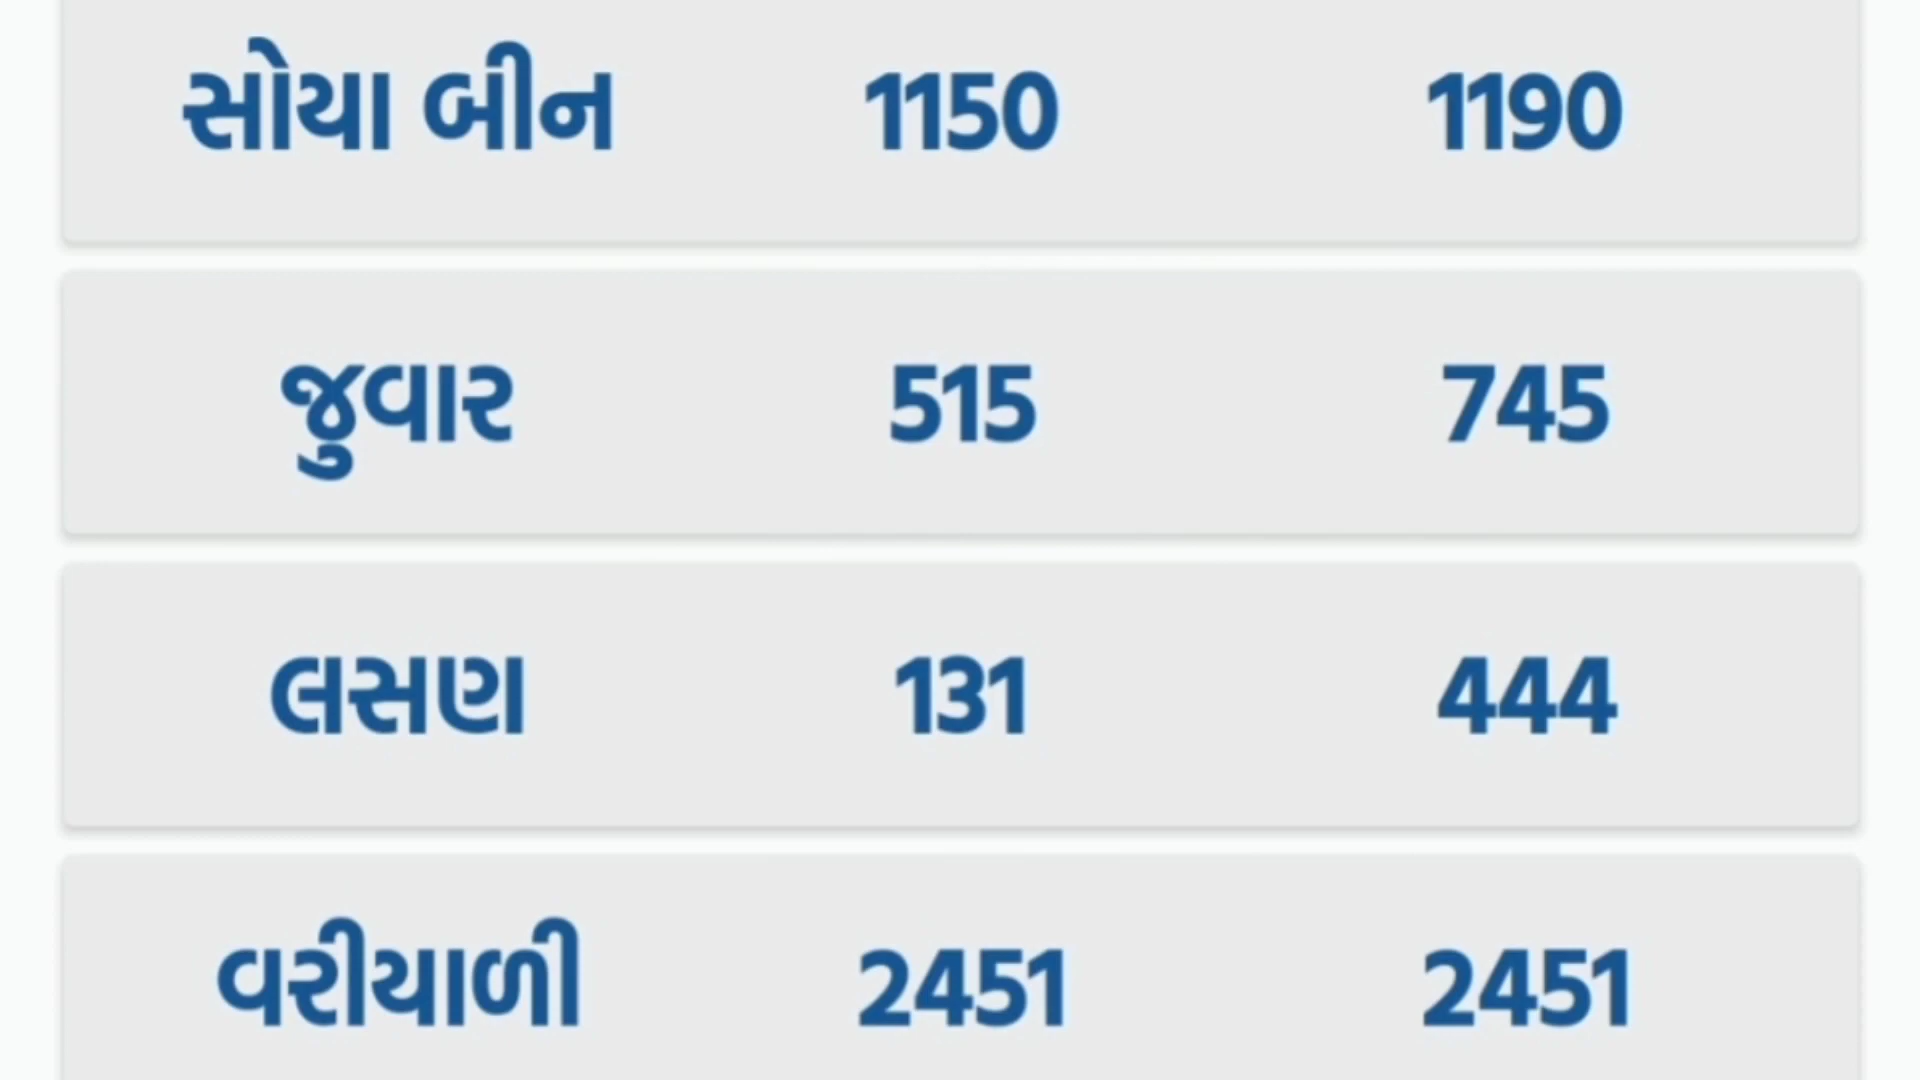 સોયા બીન 1150 1190
જુવાર 515 745
લસણ 131 444
વરીયાળી 2451 2451